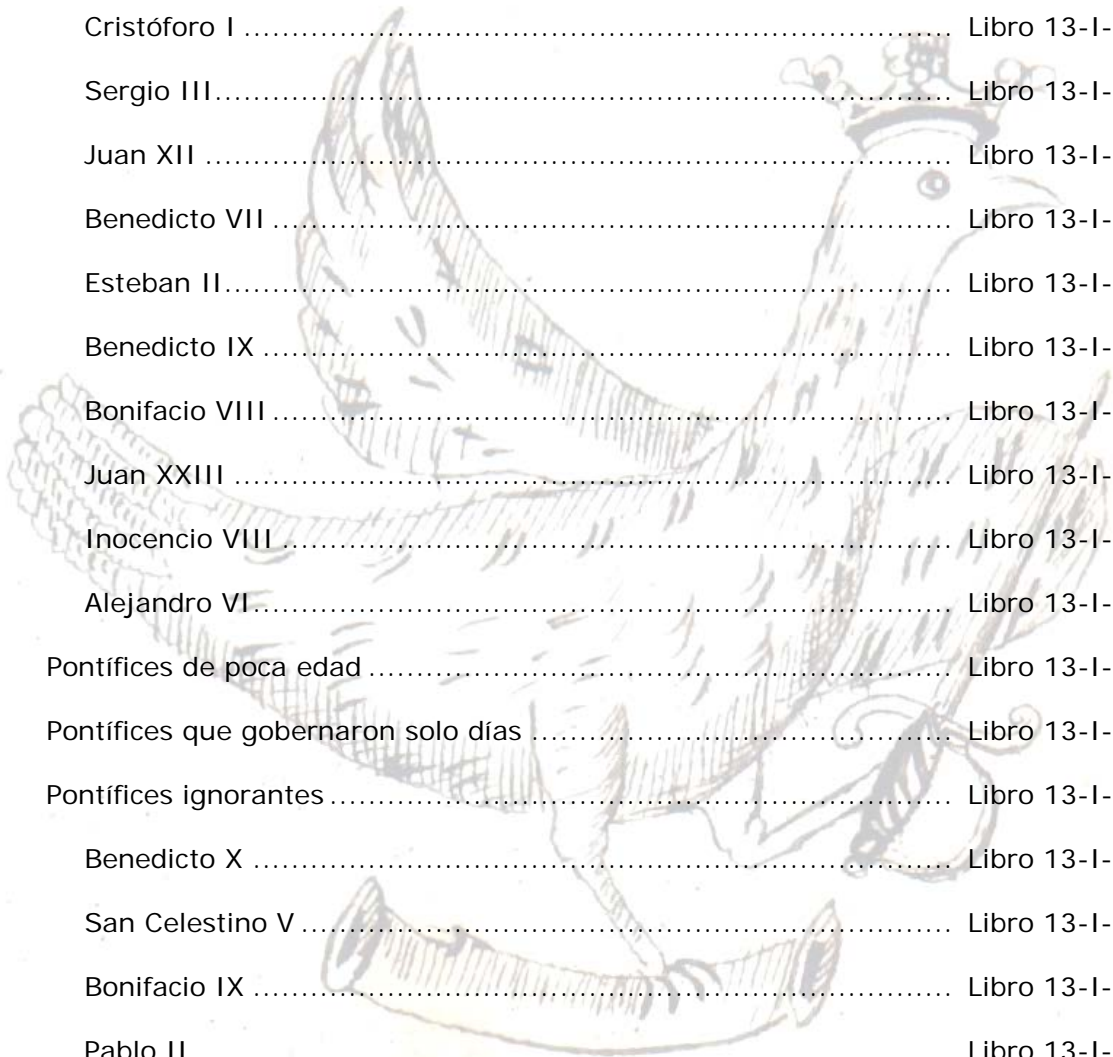 Cristóforo I ........................................................................ Libro 13-I-
Sergio III........................................................................... Libro 13-I-
Juan XII ............................................................................ Libro 13-I-
Benedicto VII ..................................................................... Libro 13-I-
Esteban II.......................................................................... Libro 13-I-
Benedicto IX ...................................................................... Libro 13-I-
Bonifacio VIII ..................................................................... Libro 13-I-
Juan XXIII ......................................................................... Libro 13-I-
Inocencio VIII .................................................................... Libro 13-I-
Alejandro VI ....................................................................... Libro 13-I-
Pontífices de poca edad ........................................................... Libro 13-I-
Pontífices que gobernaron solo días ........................................... Libro 13-I-
Pontífices ignorantes ............................................................... Libro 13-I-
Benedicto X ....................................................................... Libro 13-I-
San Celestino V ................................................................... Libro 13-I-
Bonifacio IX ....................................................................... Libro 13-I-
Pablo II ............................................................................. Libro 13-I-